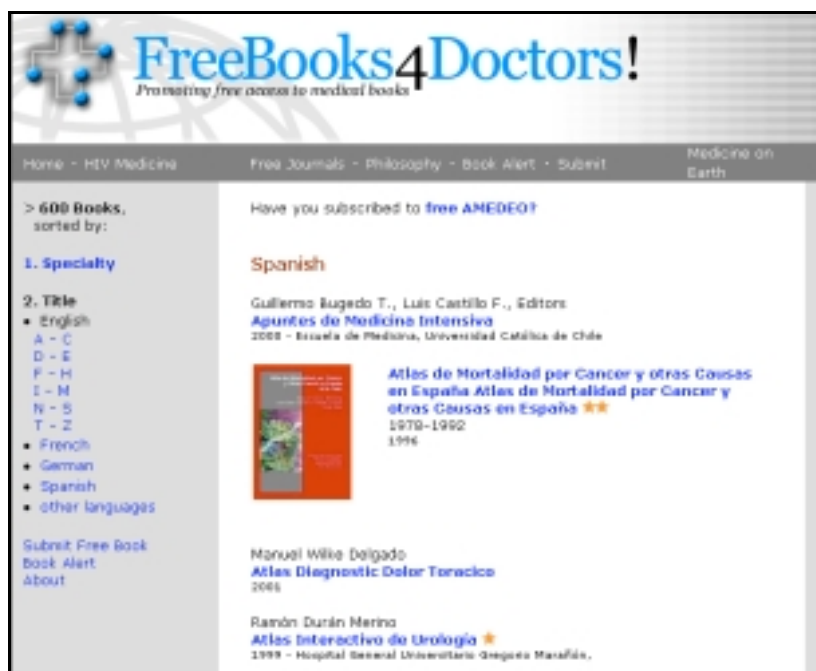 FreeBooks4Doctors!
Promoting free access to medical books
Home - HIV Medicine
Free Journals - Philosophy - Book Alert - Submit
Medicine on
Earth
> 600 Books,
sorted by:
1. Specialty
2. Title
• English
A - C
D - E
F - H
I - M
N - S
T - Z
• French
• German
• Spanish
• other languages
Submit Free Book
Book Alert
About
Have you subscribed to free AMEDEO?
Spanish
Guillermo Bugedo T., Luis Castillo F., Editors
Apuntes de Medicina Intensiva
2000 - Escuela de Medicina, Universidad Católica de Chile
Atlas de Mortalidad por Cancer y otras Causas
en España Atlas de Mortalidad por Cancer y
otras Causas en España
1978-1992
1996
Manuel Wilke Delgado
Atlas Diagnostic Dolor Toracico
2001
Ramón Durán Merino
Atlas Interactivo de Urología
1999 - Hospital General Universitario Gregorio Marañón,